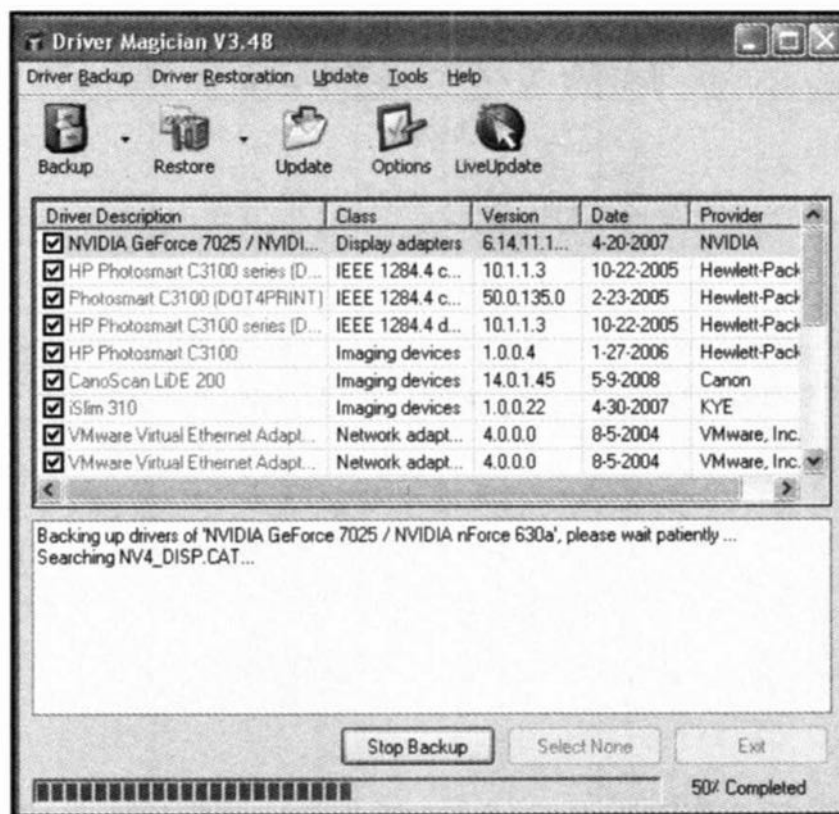 Driver Magician V3.48
Driver Backup Driver Restoration Update Tools Help
Backup Restore Update Options LiveUpdate
Driver Description Class Version Date Provider
NVIDIA GeForce 7025 / NVIDI... Display adapters 6.14.11.1... 4-20-2007 NVIDIA
HP Photosmart C3100 series (D... IEEE 1284.4 c... 10.1.1.3 10-22-2005 Hewlett-Pack
Photosmart C3100 (DOT4PRINT) IEEE 1284.4 c... 50.0.135.0 2-23-2005 Hewlett-Pack
HP Photosmart C3100 series (D... IEEE 1284.4 d... 10.1.1.3 10-22-2005 Hewlett-Pack
HP Photosmart C3100 Imaging devices 1.0.0.4 1-27-2006 Hewlett-Pack
CanoScan LiDE 200 Imaging devices 14.0.1.45 5-9-2008 Canon
iSlim 310 Imaging devices 1.0.0.22 4-30-2007 KYE
VMware Virtual Ethernet Adapt... Network adapt... 4.0.0.0 8-5-2004 VMware, Inc.
VMware Virtual Ethernet Adapt... Network adapt... 4.0.0.0 8-5-2004 VMware, Inc.
Backing up drivers of 'NVIDIA GeForce 7025 / NVIDIA nForce 630a', please wait patiently ...
Searching NV4_DISP.CAT...
Stop Backup Select None Exit
50% Completed